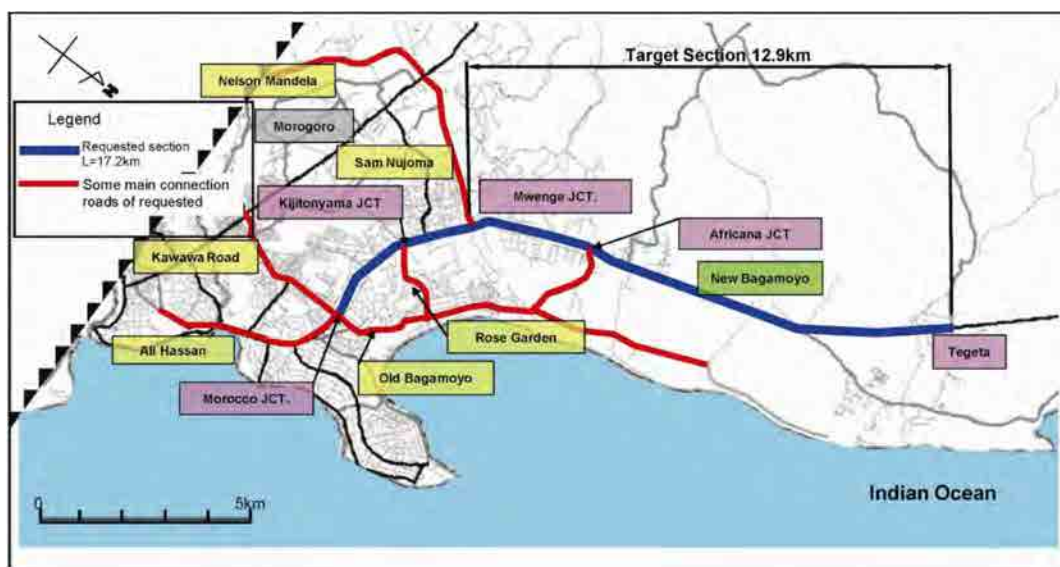 Target Section 12.9km
N
Nelson Mandela
Legend
Requested section
L=17.2km
Some main connection
roads of requested
Morogoro
Sam Nujoma
Kijitonyama JCT
Mwenge JCT.
Africana JCT
Kawawa Road
New Bagamoyo
Ali Hassan
Rose Garden
Tegeta
Old Bagamoyo
Morocco JCT.
Indian Ocean
0
5km